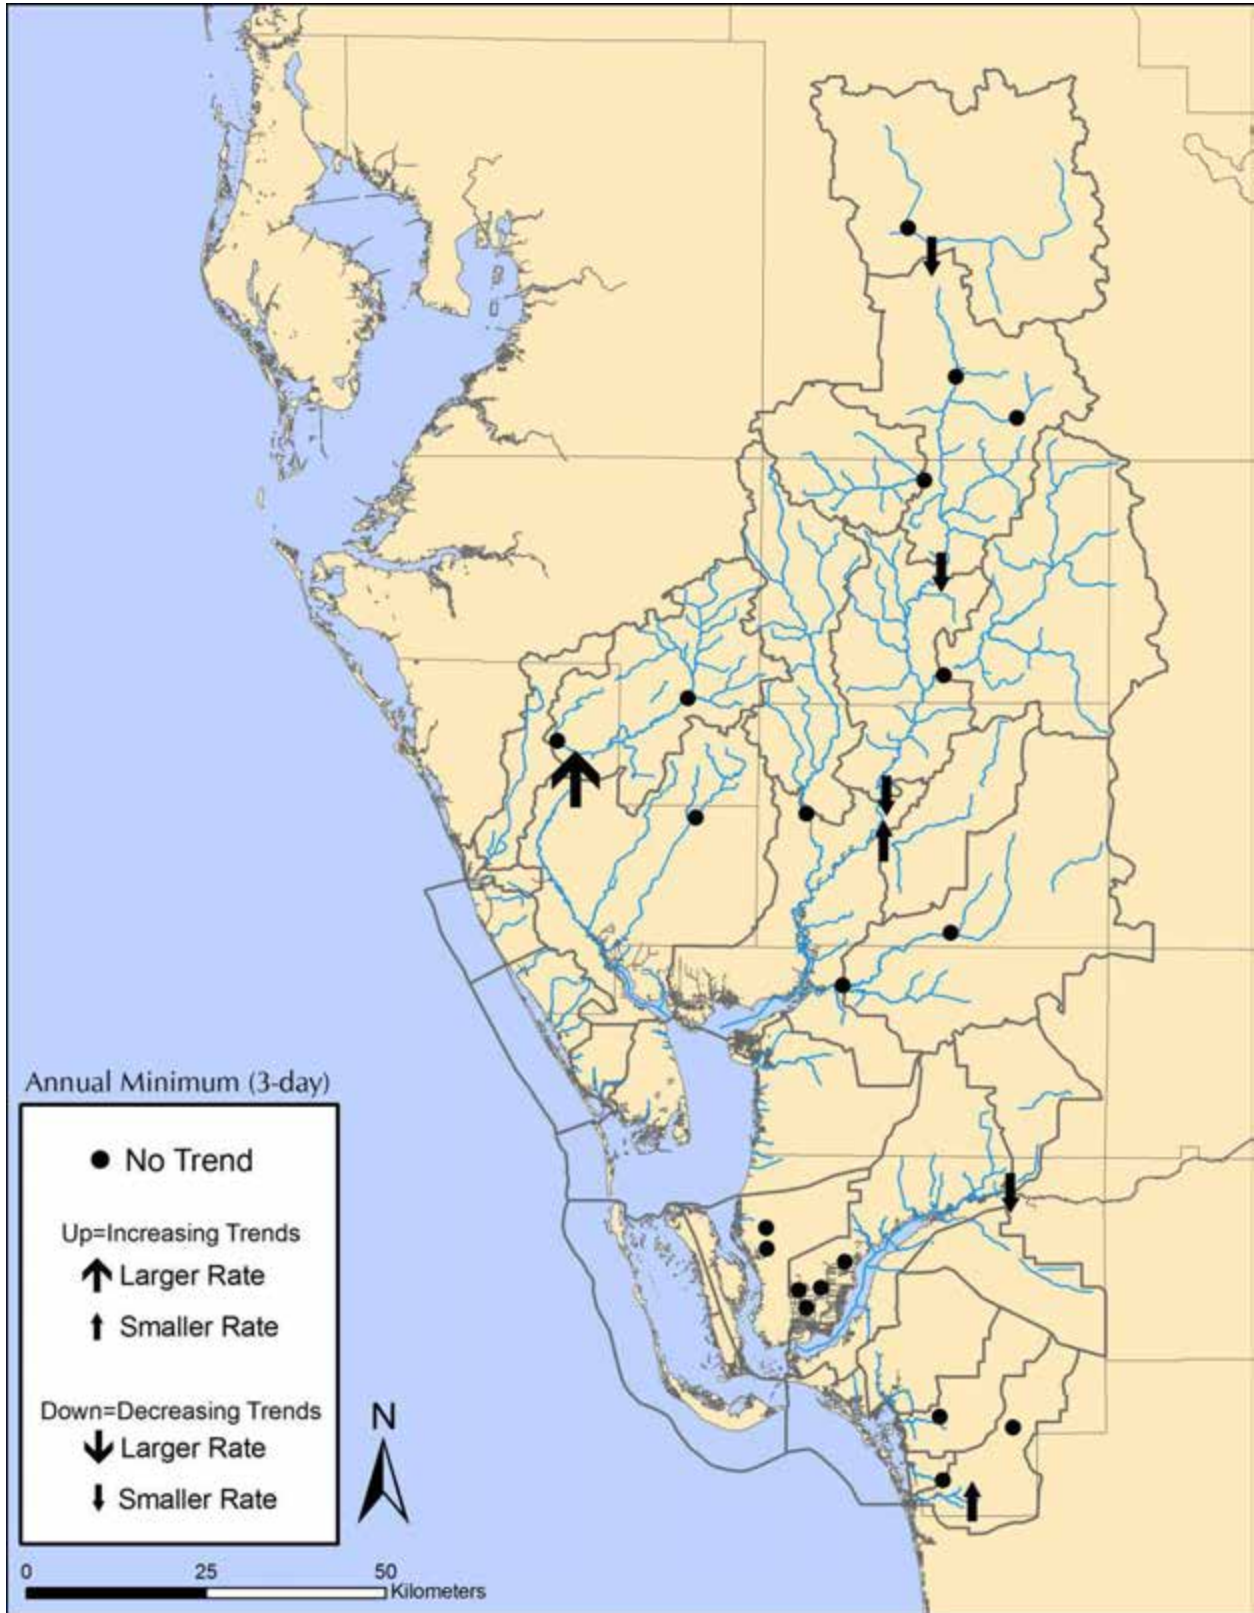 Annual Minimum (3-day)
No Trend
Up=Increasing Trends
Larger Rate
Smaller Rate
Down=Decreasing Trends
Larger Rate
Smaller Rate
N
0 25 50
Kilometers